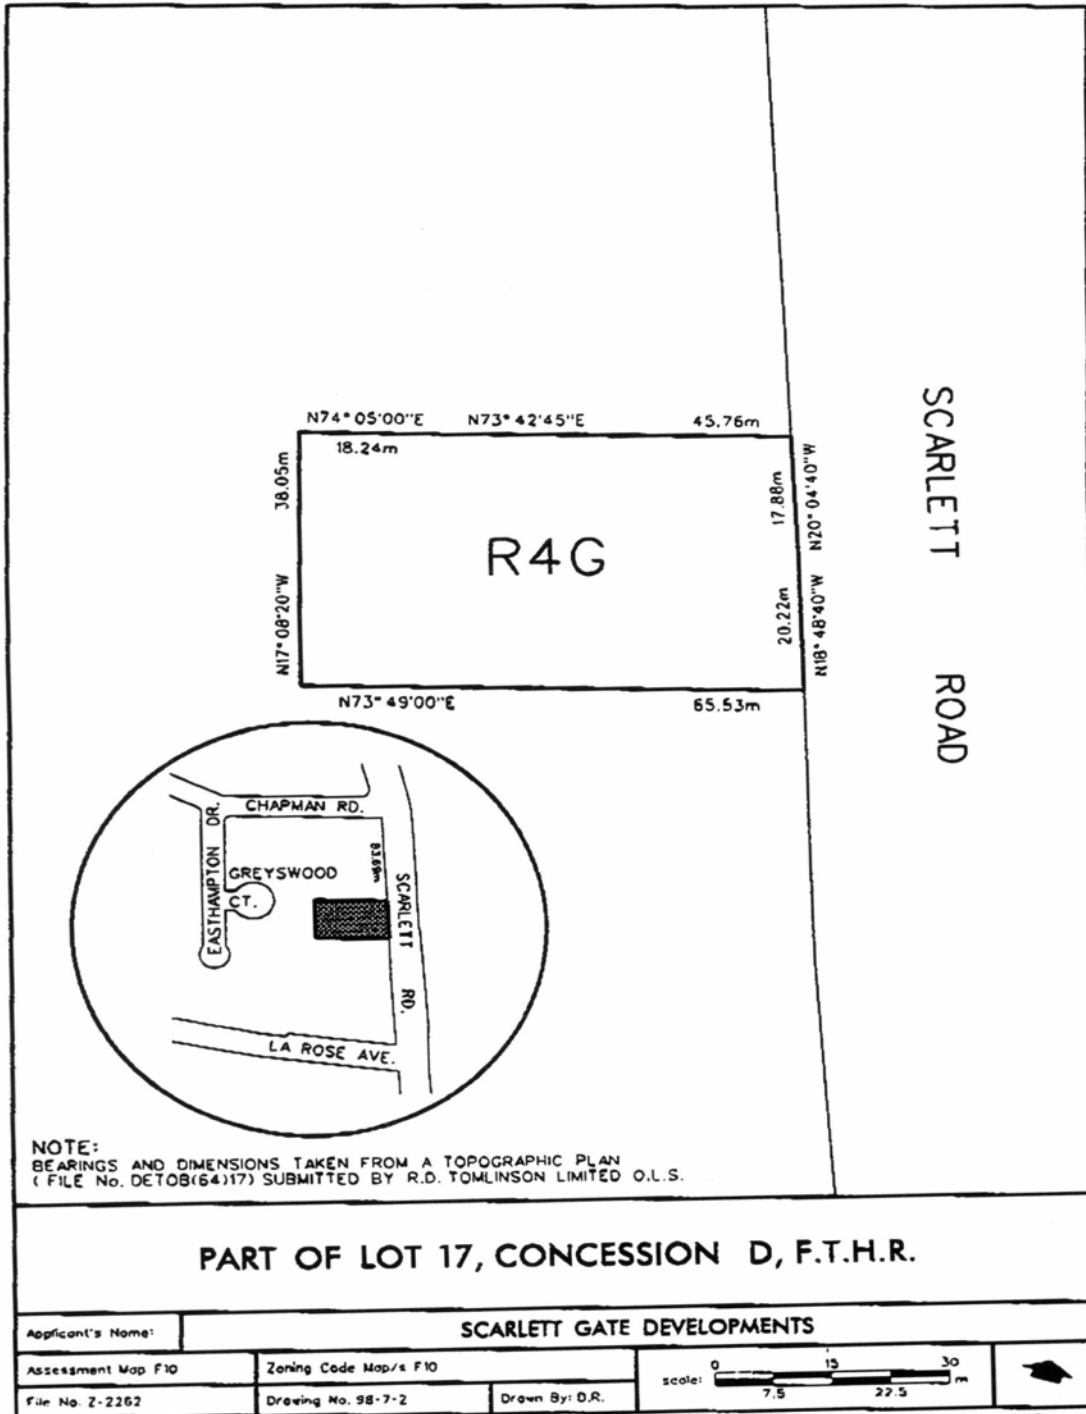 N74° 05'00"E N73° 42'45"E 45.76m
18.24m
38.05m
N17° 08'20"W
17.88m
N20° 04'40"W
20.22m
N18° 48'40"W
R4G
N73° 49'00"E 65.53m
SCARLETT ROAD
CHAPMAN RD.
EASTHAMPTON DR.
GREYSWOOD
CT.
83.69m
SCARLETT RD.
LA ROSE AVE.
NOTE:
BEARINGS AND DIMENSIONS TAKEN FROM A TOPOGRAPHIC PLAN
( FILE No. DETOB(64)17) SUBMITTED BY R.D. TOMLINSON LIMITED O.L.S.
PART OF LOT 17, CONCESSION D, F.T.H.R.
Applicant's Name: SCARLETT GATE DEVELOPMENTS
Assessment Map F10 Zoning Code Map/s F10
File No. Z-2262 Drawing No. 98-7-2 Drawn By: D.R.
scale: 0 15 30 m
7.5 22.5